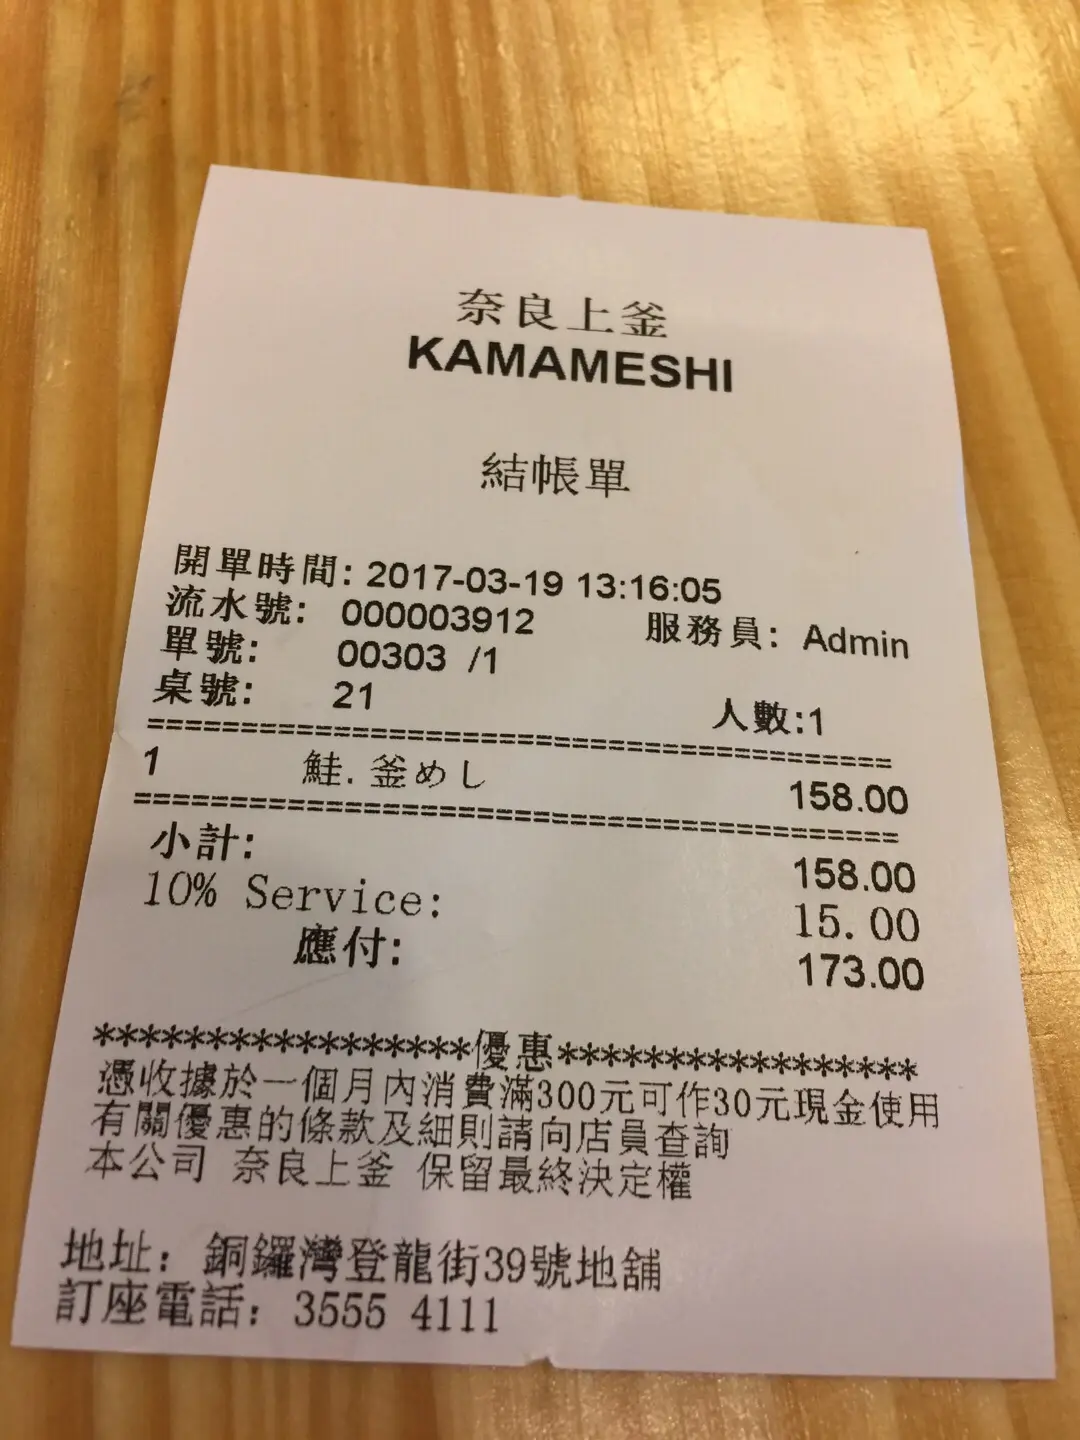 奈良上釜
KAMAMESHI
結帳單
開單時間: 2017-03-19 13:16:05
流水號: 000003912 服務員: Admin
單號: 00303 /1
桌號: 21 人數:1
==========================================
1 鮭.釜めし 158.00
==========================================
小計: 158.00
10% Service: 15.00
應付: 173.00
*****************優惠****************
憑收據於一個月內消費滿300元可作30元現金使用
有關優惠的條款及細則請向店員查詢
本公司 奈良上釜 保留最終決定權
地址: 銅鑼灣登龍街39號地舖
訂座電話: 3555 4111